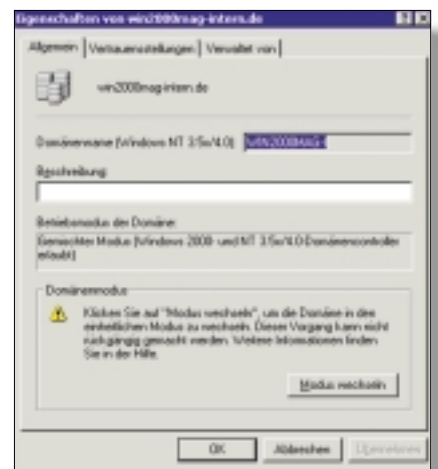 Eigenschaften von win2000mag-intern.de
Allgemein Vertrauensstellungen Verwaltet von
win2000mag-intern.de
Domänenname (Windows NT 3.5x/4.0): WIN2000MAG-I
Beschreibung:
Betriebsmodus der Domäne:
Gemischter Modus (Windows 2000- und NT 3.5x/4.0-Domänencontroller
erlaubt)
Domänenmodus
Klicken Sie auf "Modus wechseln", um die Domäne in den
einheitlichen Modus zu wechseln. Dieser Vorgang kann nicht
rückgängig gemacht werden. Weitere Informationen finden
Sie in der Hilfe.
Modus wechseln
OK Abbrechen Übernehmen